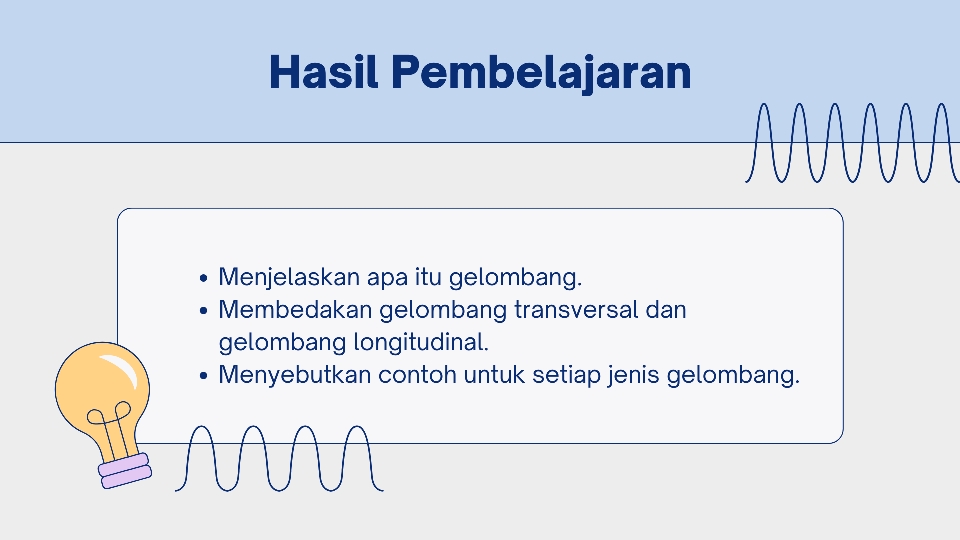 Hasil Pembelajaran
• Menjelaskan apa itu gelombang.
• Membedakan gelombang transversal dan
gelombang longitudinal.
• Menyebutkan contoh untuk setiap jenis gelombang.